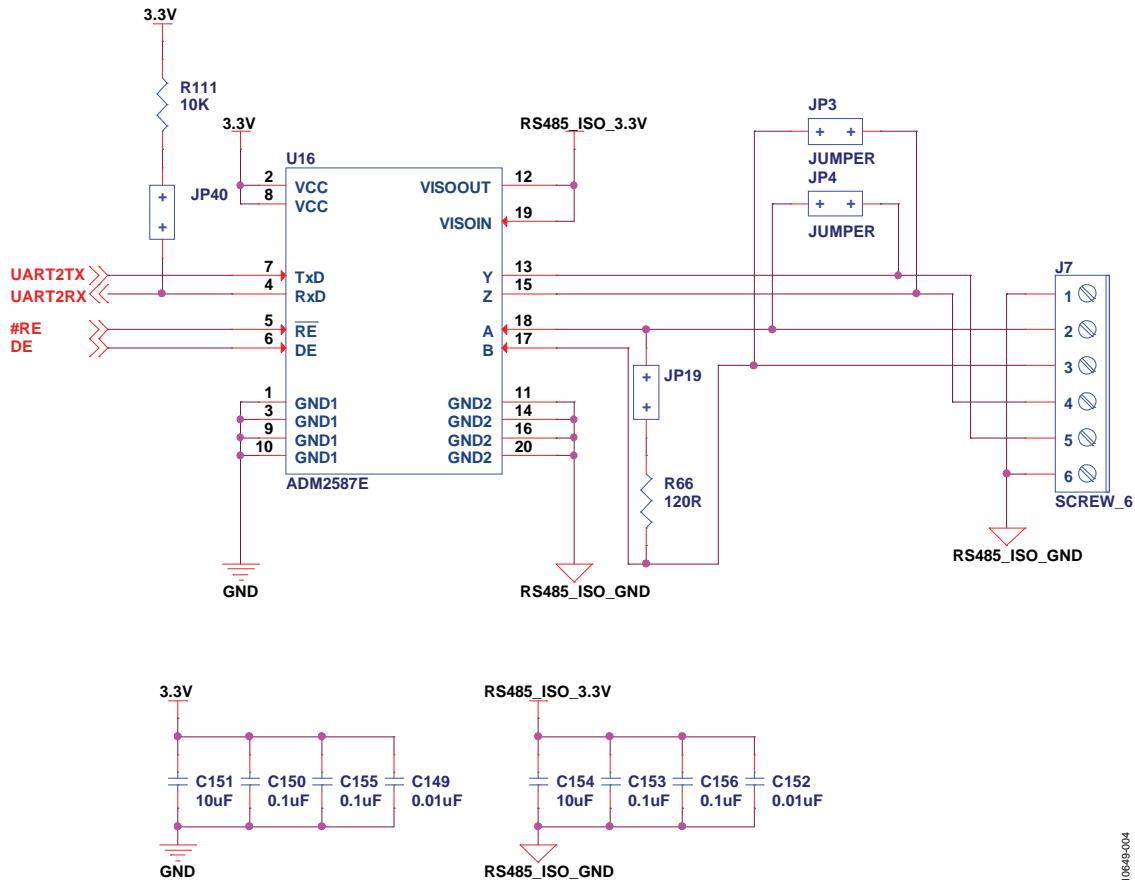 3.3V
R111
10K
JP40
3.3V
U16
RS485_ISO_3.3V
2 VCC
8 VCC
VISOOUT 12
VISOIN 19
UART2TX
7 TxD
UART2RX
4 RxD
#RE
5 RE
DE
6 DE
Y 13
Z 15
A 18
B 17
1 GND1
3 GND1
9 GND1
10 GND1
GND2 11
GND2 14
GND2 16
GND2 20
ADM2587E
GND
RS485_ISO_GND
JP3
JUMPER
JP4
JUMPER
JP19
R66
120R
J7
1
2
3
4
5
6
SCREW_6
RS485_ISO_GND
3.3V
C151
10uF
C150
0.1uF
C155
0.1uF
C149
0.01uF
GND
RS485_ISO_3.3V
C154
10uF
C153
0.1uF
C156
0.1uF
C152
0.01uF
RS485_ISO_GND
10649-004